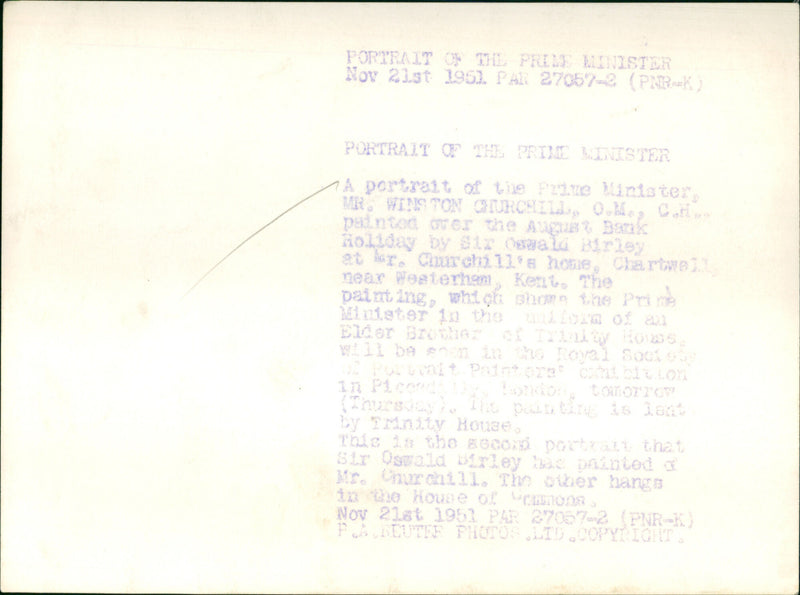 PORTRAIT OF THE PRIME MINISTER
Nov 21st 1951 PAR 27057-2 (PNR-K)
PORTRAIT OF THE PRIME MINISTER
A portrait of the Prime Minister,
MR. WINSTON CHURCHILL, O.M., C.H.,
painted over the August Bank
Holiday by Sir Oswald Birley
at Mr. Churchill's home, Chartwell,
near Westerham, Kent. The
painting, which shows the Prime
Minister in the uniform of an
Elder Brother of Trinity House,
will be seen in the Royal Society
of Portrait Painters' exhibition
in Piccadilly, London, tomorrow
(Thursday). The painting is lent
by Trinity House.
This is the second portrait that
Sir Oswald Birley has painted of
Mr. Churchill. The other hangs
in the House of Commons.
Nov 21st 1951 PAR 27057-2 (PNR-K)
P.A.REUTER PHOTOS.LTD.COPYRIGHT.